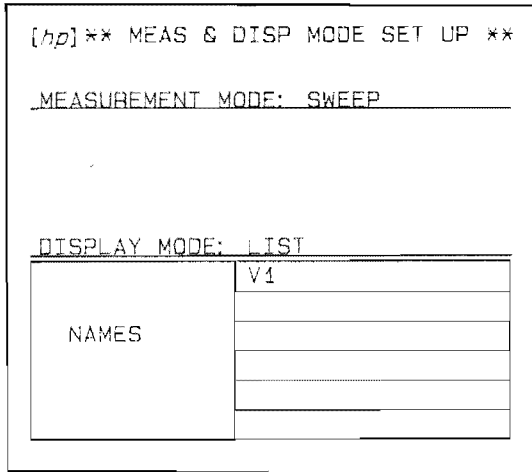 [hp] ** MEAS & DISP MODE SET UP **
MEASUREMENT MODE: SWEEP
DISPLAY MODE: LIST
V1
NAMES